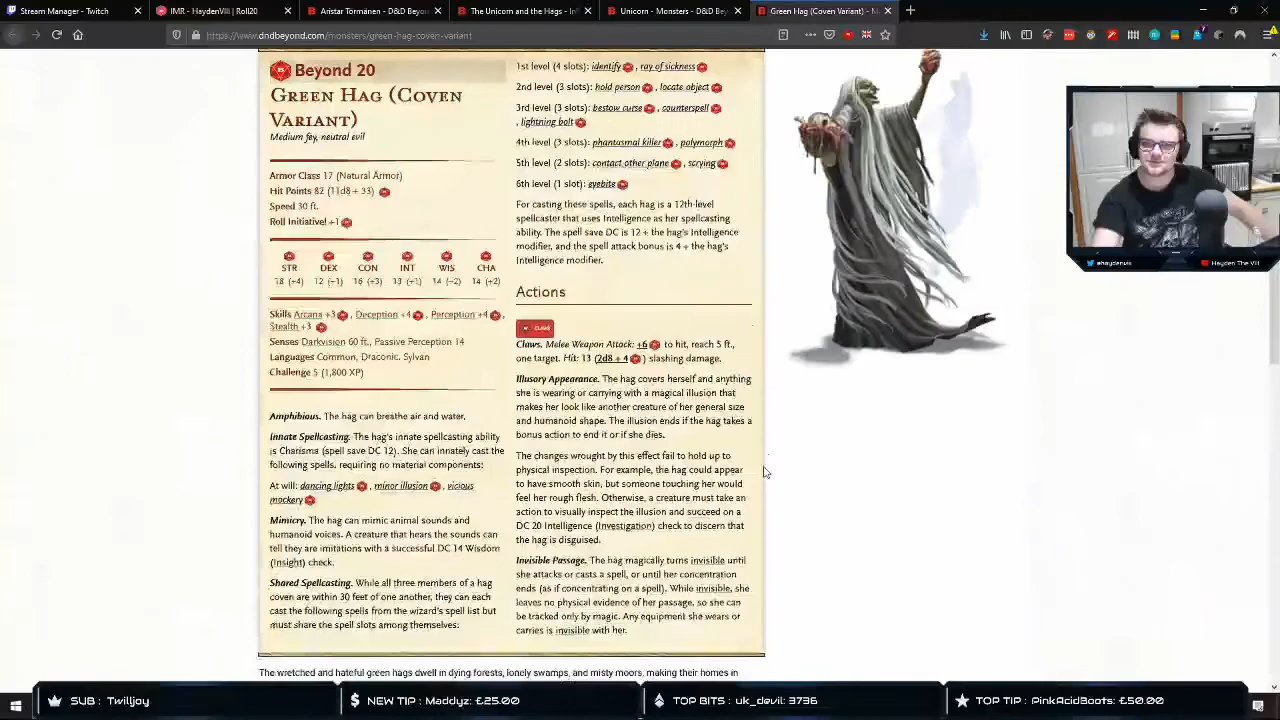 Stream Manager - Twitch
IMR - HaydenVill | Roll20
Aristar Törmänen - D&D Beyo
The Unicorn and the Hags - In
Unicorn - Monsters - D&D Bey
Green Hag (Coven Variant) -
https://www.dndbeyond.com/monsters/green-hag-coven-variant
Beyond 20
Green Hag (Coven
Variant)
Medium fey, neutral evil
Armor Class 17 (Natural Armor)
Hit Points 82 (11d8 + 33)
Speed 30 ft.
Roll Initiative! +1
STR DEX CON INT WIS CHA
18 (+4) 12 (+1) 16 (+3) 13 (+1) 14 (+2) 14 (+2)
Skills Arcana +3 , Deception +4 , Perception +4 ,
Stealth +3
Senses Darkvision 60 ft., Passive Perception 14
Languages Common, Draconic, Sylvan
Challenge 5 (1,800 XP)
Amphibious. The hag can breathe air and water.
Innate Spellcasting. The hag's innate spellcasting ability
is Charisma (spell save DC 12). She can innately cast the
following spells, requiring no material components:
At will: dancing lights , minor illusion , vicious
mockery
Mimicry. The hag can mimic animal sounds and
humanoid voices. A creature that hears the sounds can
tell they are imitations with a successful DC 14 Wisdom
(Insight) check.
Shared Spellcasting. While all three members of a hag
coven are within 30 feet of one another, they can each
cast the following spells from the wizard's spell list but
must share the spell slots among themselves:
1st level (4 slots): identify , ray of sickness
2nd level (3 slots): hold person , locate object
3rd level (3 slots): bestow curse , counterspell
, lightning bolt
4th level (3 slots): phantasmal killer , polymorph
5th level (2 slots): contact other plane , scrying
6th level (1 slot): eyebite
For casting these spells, each hag is a 12th-level
spellcaster that uses Intelligence as her spellcasting
ability. The spell save DC is 12 + the hag's Intelligence
modifier, and the spell attack bonus is 4 + the hag's
Intelligence modifier.
Actions
CLAWS
Claws. Melee Weapon Attack: +6 to hit, reach 5 ft.,
one target. Hit: 13 (2d8 + 4 ) slashing damage.
Illusory Appearance. The hag covers herself and anything
she is wearing or carrying with a magical illusion that
makes her look like another creature of her general size
and humanoid shape. The illusion ends if the hag takes a
bonus action to end it or if she dies.
The changes wrought by this effect fail to hold up to
physical inspection. For example, the hag could appear
to have smooth skin, but someone touching her would
feel her rough flesh. Otherwise, a creature must take an
action to visually inspect the illusion and succeed on a
DC 20 Intelligence (Investigation) check to discern that
the hag is disguised.
Invisible Passage. The hag magically turns invisible until
she attacks or casts a spell, or until her concentration
ends (as if concentrating on a spell). While invisible, she
leaves no physical evidence of her passage, so she can
be tracked only by magic. Any equipment she wears or
carries is invisible with her.
The wretched and hateful green hags dwell in dying forests, lonely swamps, and misty moors, making their homes in
Hayden The Vill
SUB : Twilljoy
NEW TIP : Maddyz: £25.00
TOP BITS : uk_devil: 3736
TOP TIP : PinkAcidBoots: £50.00